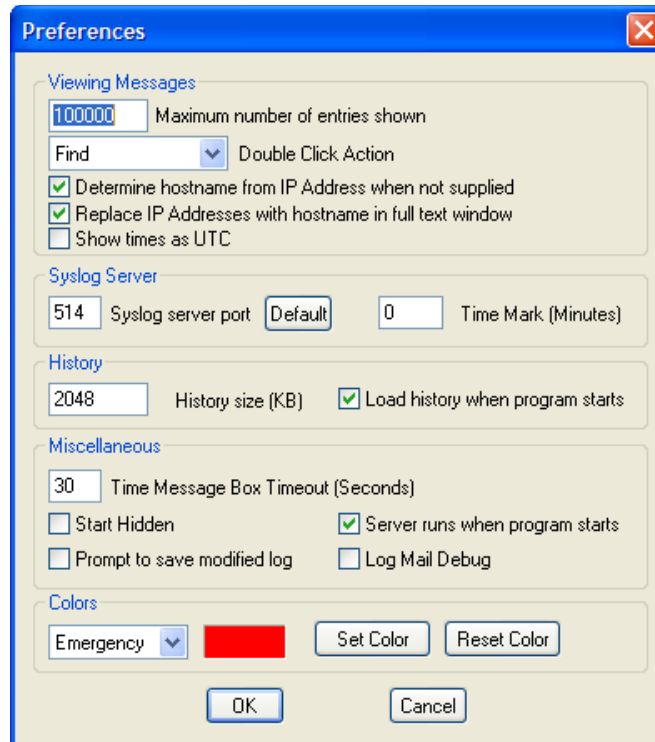 Preferences
Viewing Messages
100000 Maximum number of entries shown
Find Double Click Action
Determine hostname from IP Address when not supplied
Replace IP Addresses with hostname in full text window
Show times as UTC
Syslog Server
514 Syslog server port Default 0 Time Mark (Minutes)
History
2048 History size (KB) Load history when program starts
Miscellaneous
30 Time Message Box Timeout (Seconds)
Start Hidden Server runs when program starts
Prompt to save modified log Log Mail Debug
Colors
Emergency Set Color Reset Color
OK Cancel